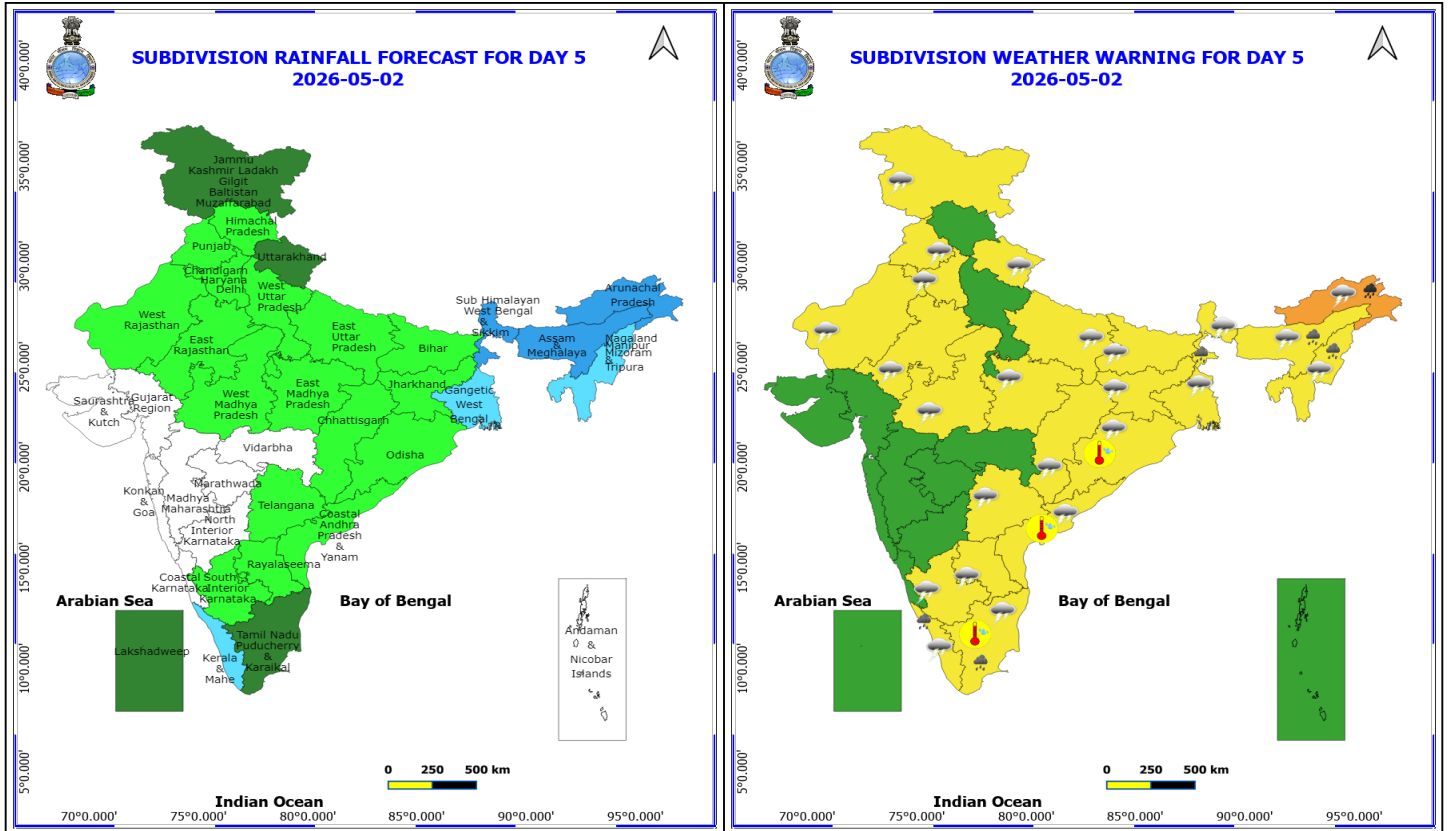 SUBDIVISION RAINFALL FORECAST FOR DAY 5
2026-05-02
40°0.000'
35°0.000'
30°0.000'
25°0.000'
20°0.000'
15°0.000'
10°0.000'
5°0.000'
Jammu
Kashmir Ladakh
Gilgit
Baltistan
Muzaffarabad
Himachal
Pradesh
Punjab
Uttarakhand
Chandigarh
Haryana
Delhi
West
Uttar
Pradesh
West
Rajasthan
East
Rajasthan
East
Uttar
Pradesh
Bihar
Sub Himalayan
West Bengal
&
Sikkim
Arunachal
Pradesh
Assam
&
Meghalaya
Nagaland
Manipur
Mizoram
&
Tripura
Jharkhand
Gangetic
West
Bengal
Saurashtra
&
Kutch
Gujarat
Region
West
Madhya
Pradesh
East
Madhya
Pradesh
Chhattisgarh
Odisha
Vidarbha
Marathwada
Konkan
&
Goa
Madhya
Maharashtra
North
Interior
Karnataka
Telangana
Coastal
Andhra
Pradesh
&
Yanam
Rayalaseema
Coastal
Karnataka
South
Interior
Karnataka
Tamil Nadu
Puducherry
&
Karaikal
Kerala
&
Mahe
Arabian Sea
Bay of Bengal
Lakshadweep
Andaman
&
Nicobar
Islands
0 250 500 km
Indian Ocean
70°0.000' 75°0.000' 80°0.000' 85°0.000' 90°0.000' 95°0.000'
SUBDIVISION WEATHER WARNING FOR DAY 5
2026-05-02
40°0.000'
35°0.000'
30°0.000'
25°0.000'
20°0.000'
15°0.000'
10°0.000'
5°0.000'
Arabian Sea
Bay of Bengal
0 250 500 km
Indian Ocean
70°0.000' 75°0.000' 80°0.000' 85°0.000' 90°0.000' 95°0.000'